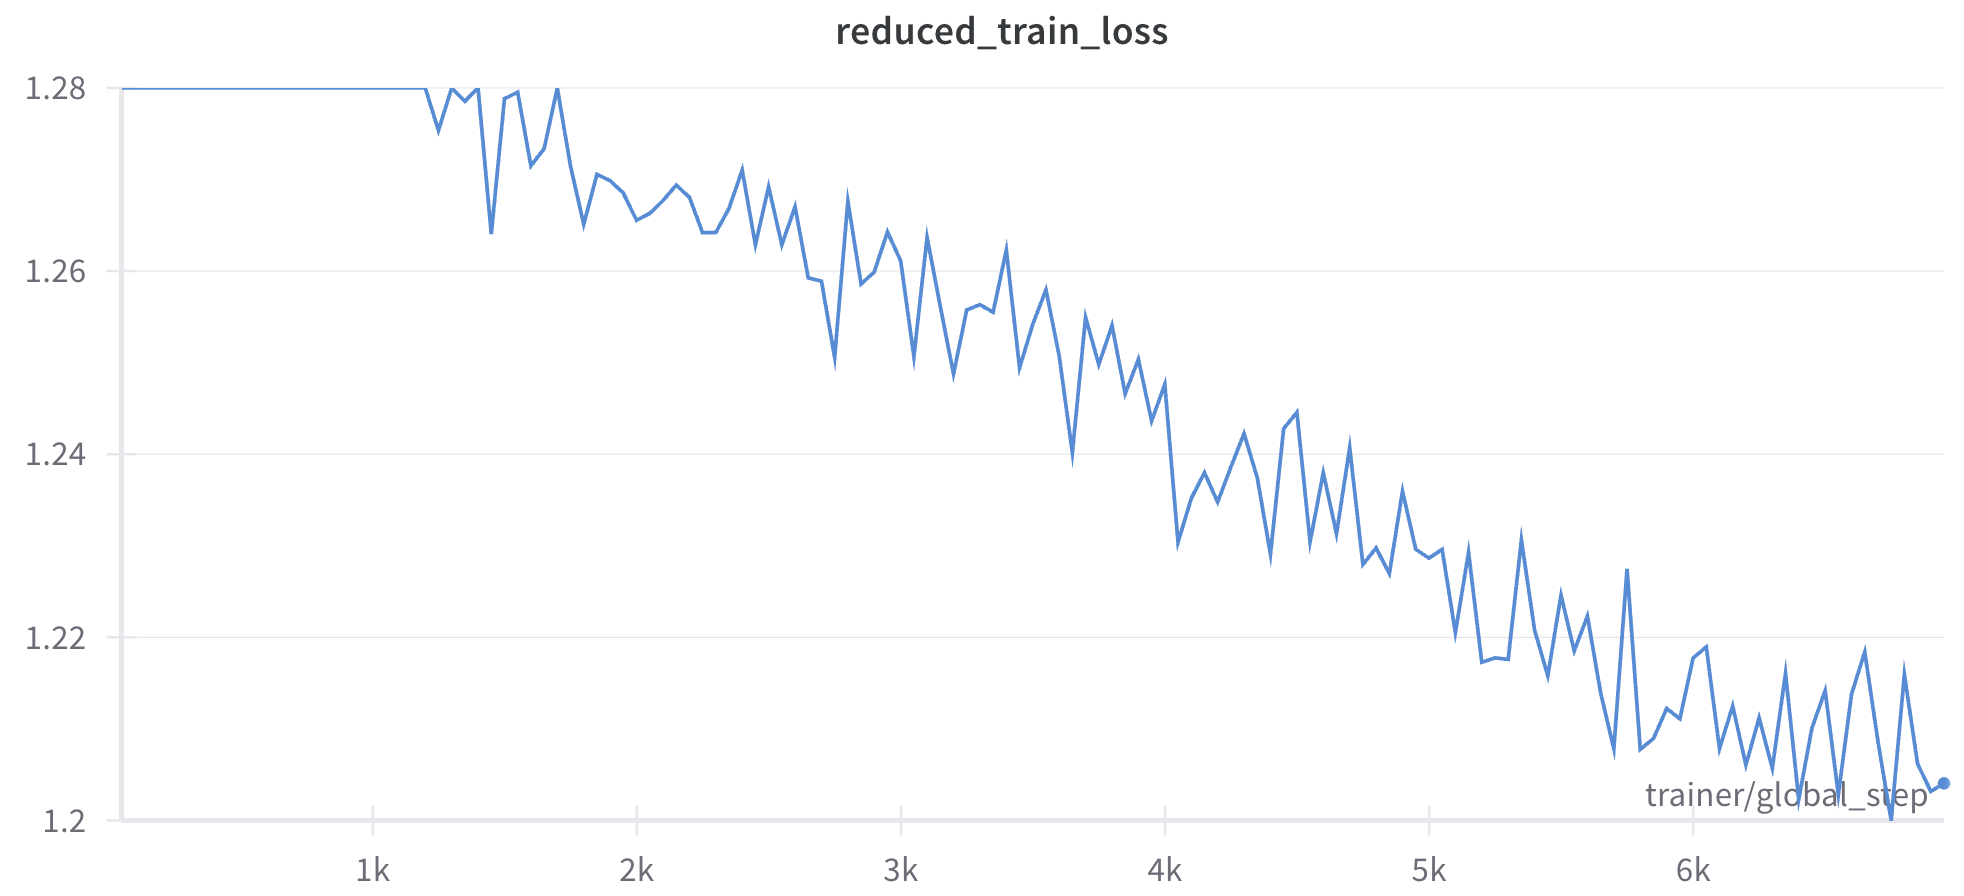 reduced_train_loss
1.28
1.26
1.24
1.22
1.2
trainer/global_step
1k 2k 3k 4k 5k 6k